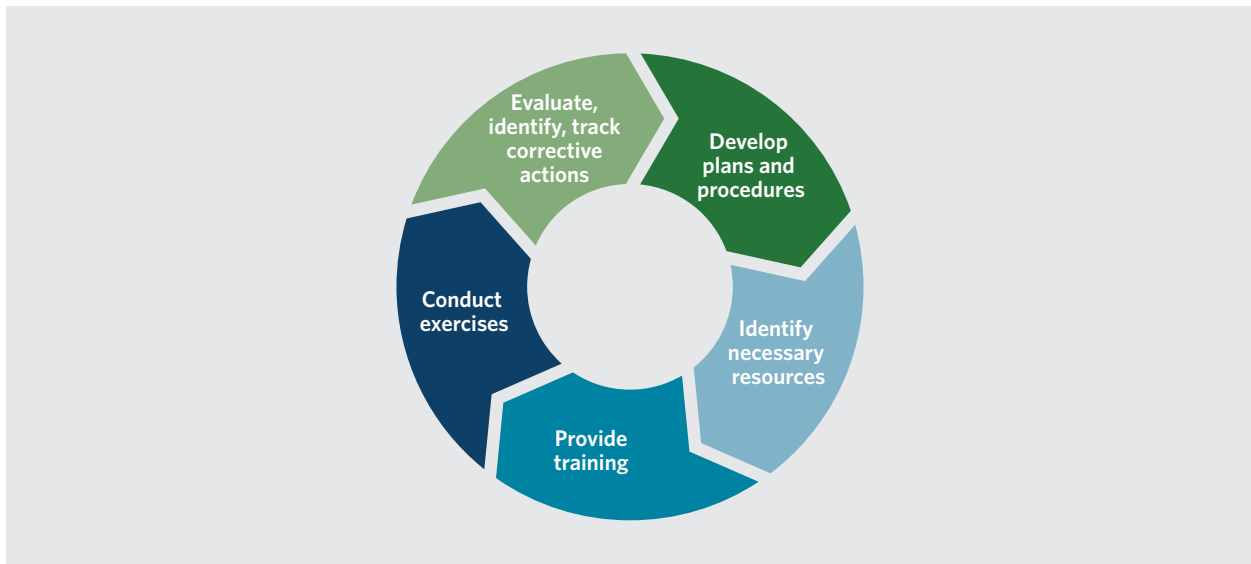 Evaluate,
identify, track
corrective
actions
Develop
plans and
procedures
Identify
necessary
resources
Provide
training
Conduct
exercises